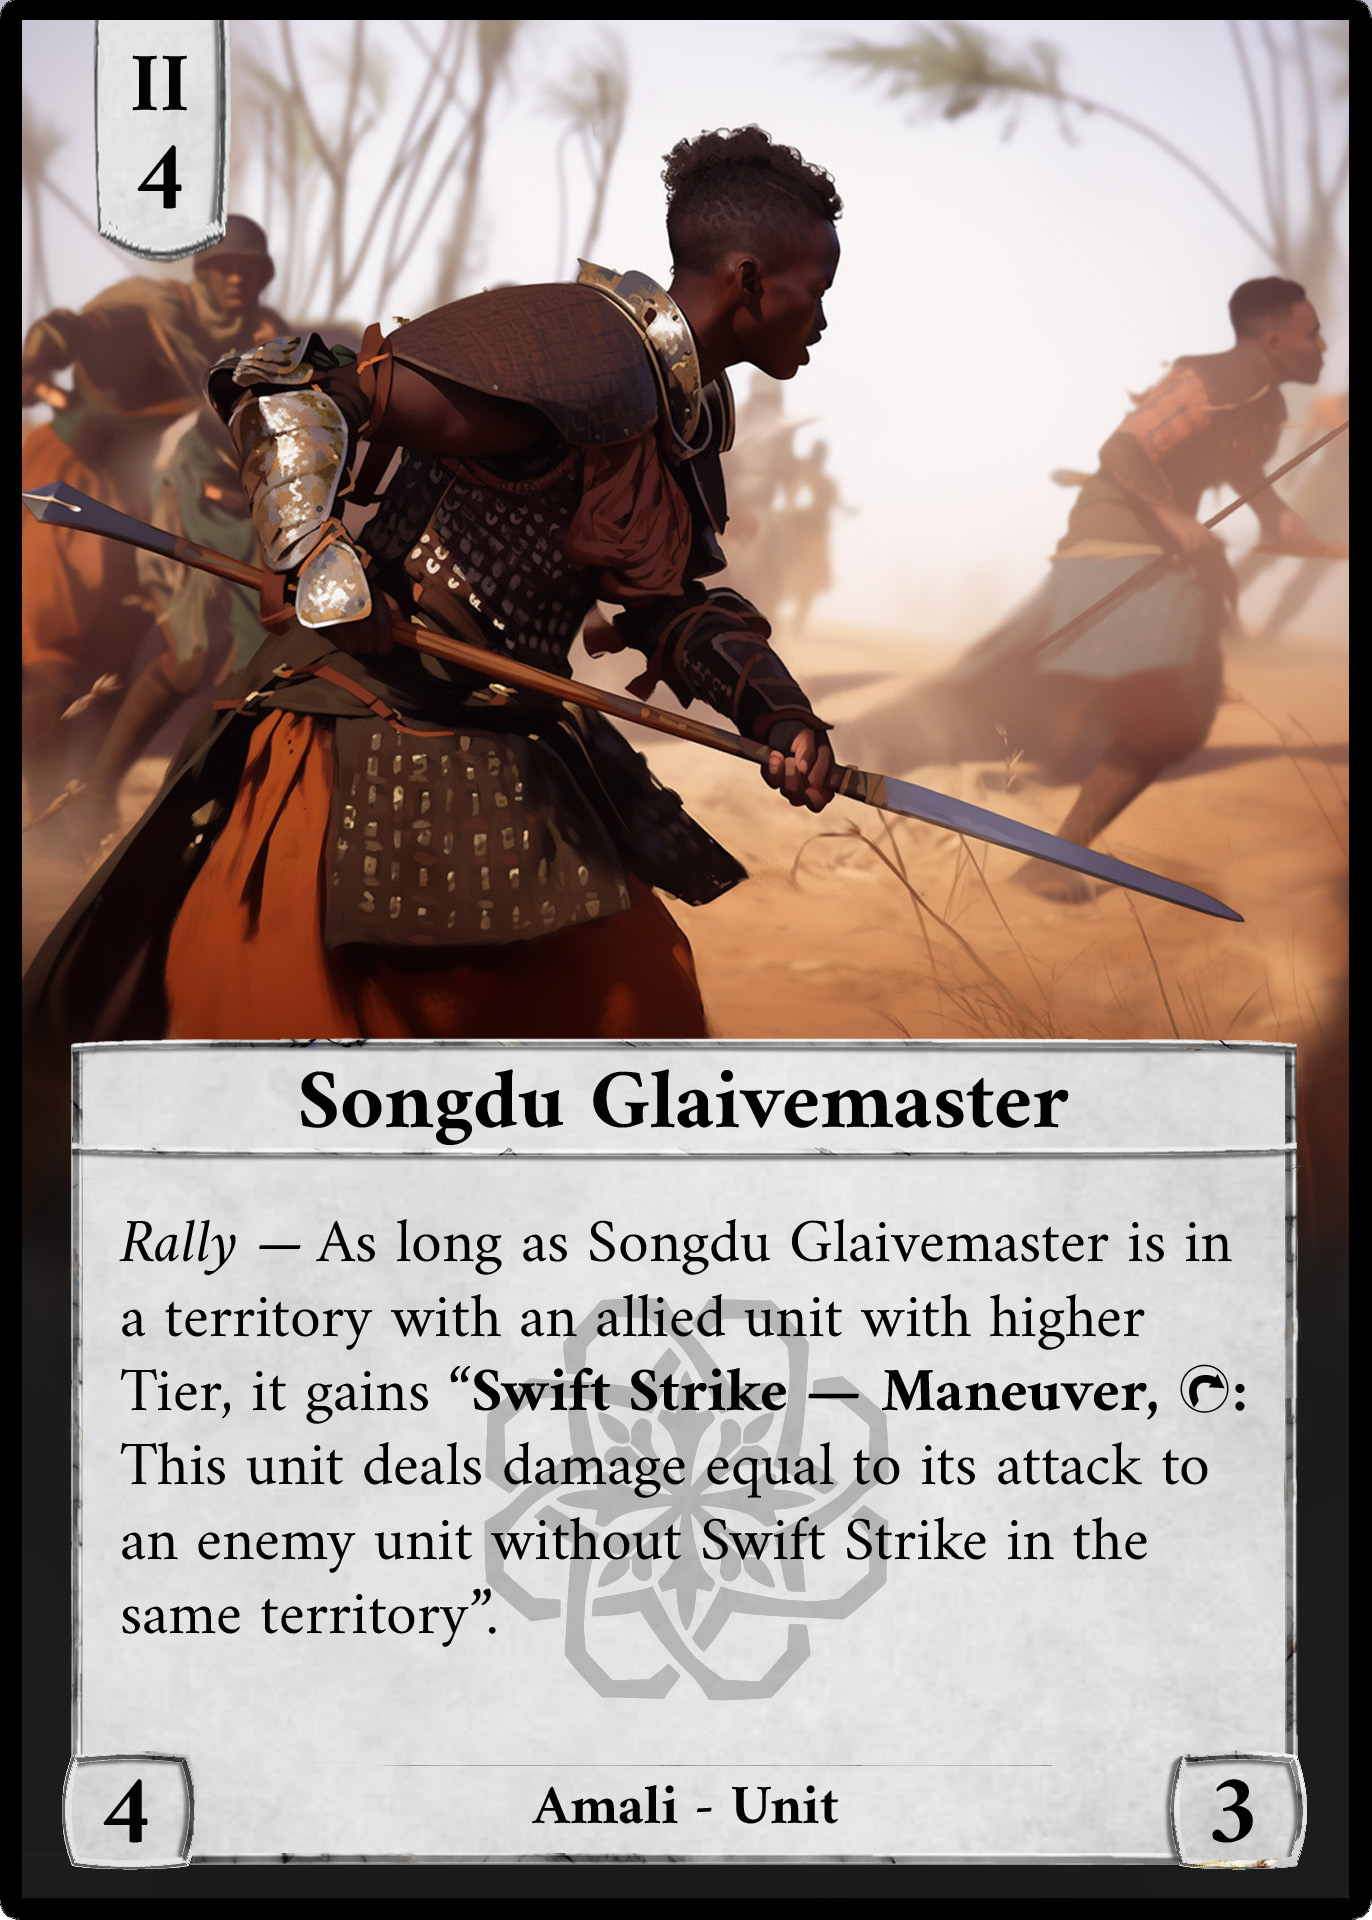 II
4
Songdu Glaivemaster
Rally — As long as Songdu Glaivemaster is in
a territory with an allied unit with higher
Tier, it gains “Swift Strike — Maneuver, :
This unit deals damage equal to its attack to
an enemy unit without Swift Strike in the
same territory”.
4
Amali - Unit
3